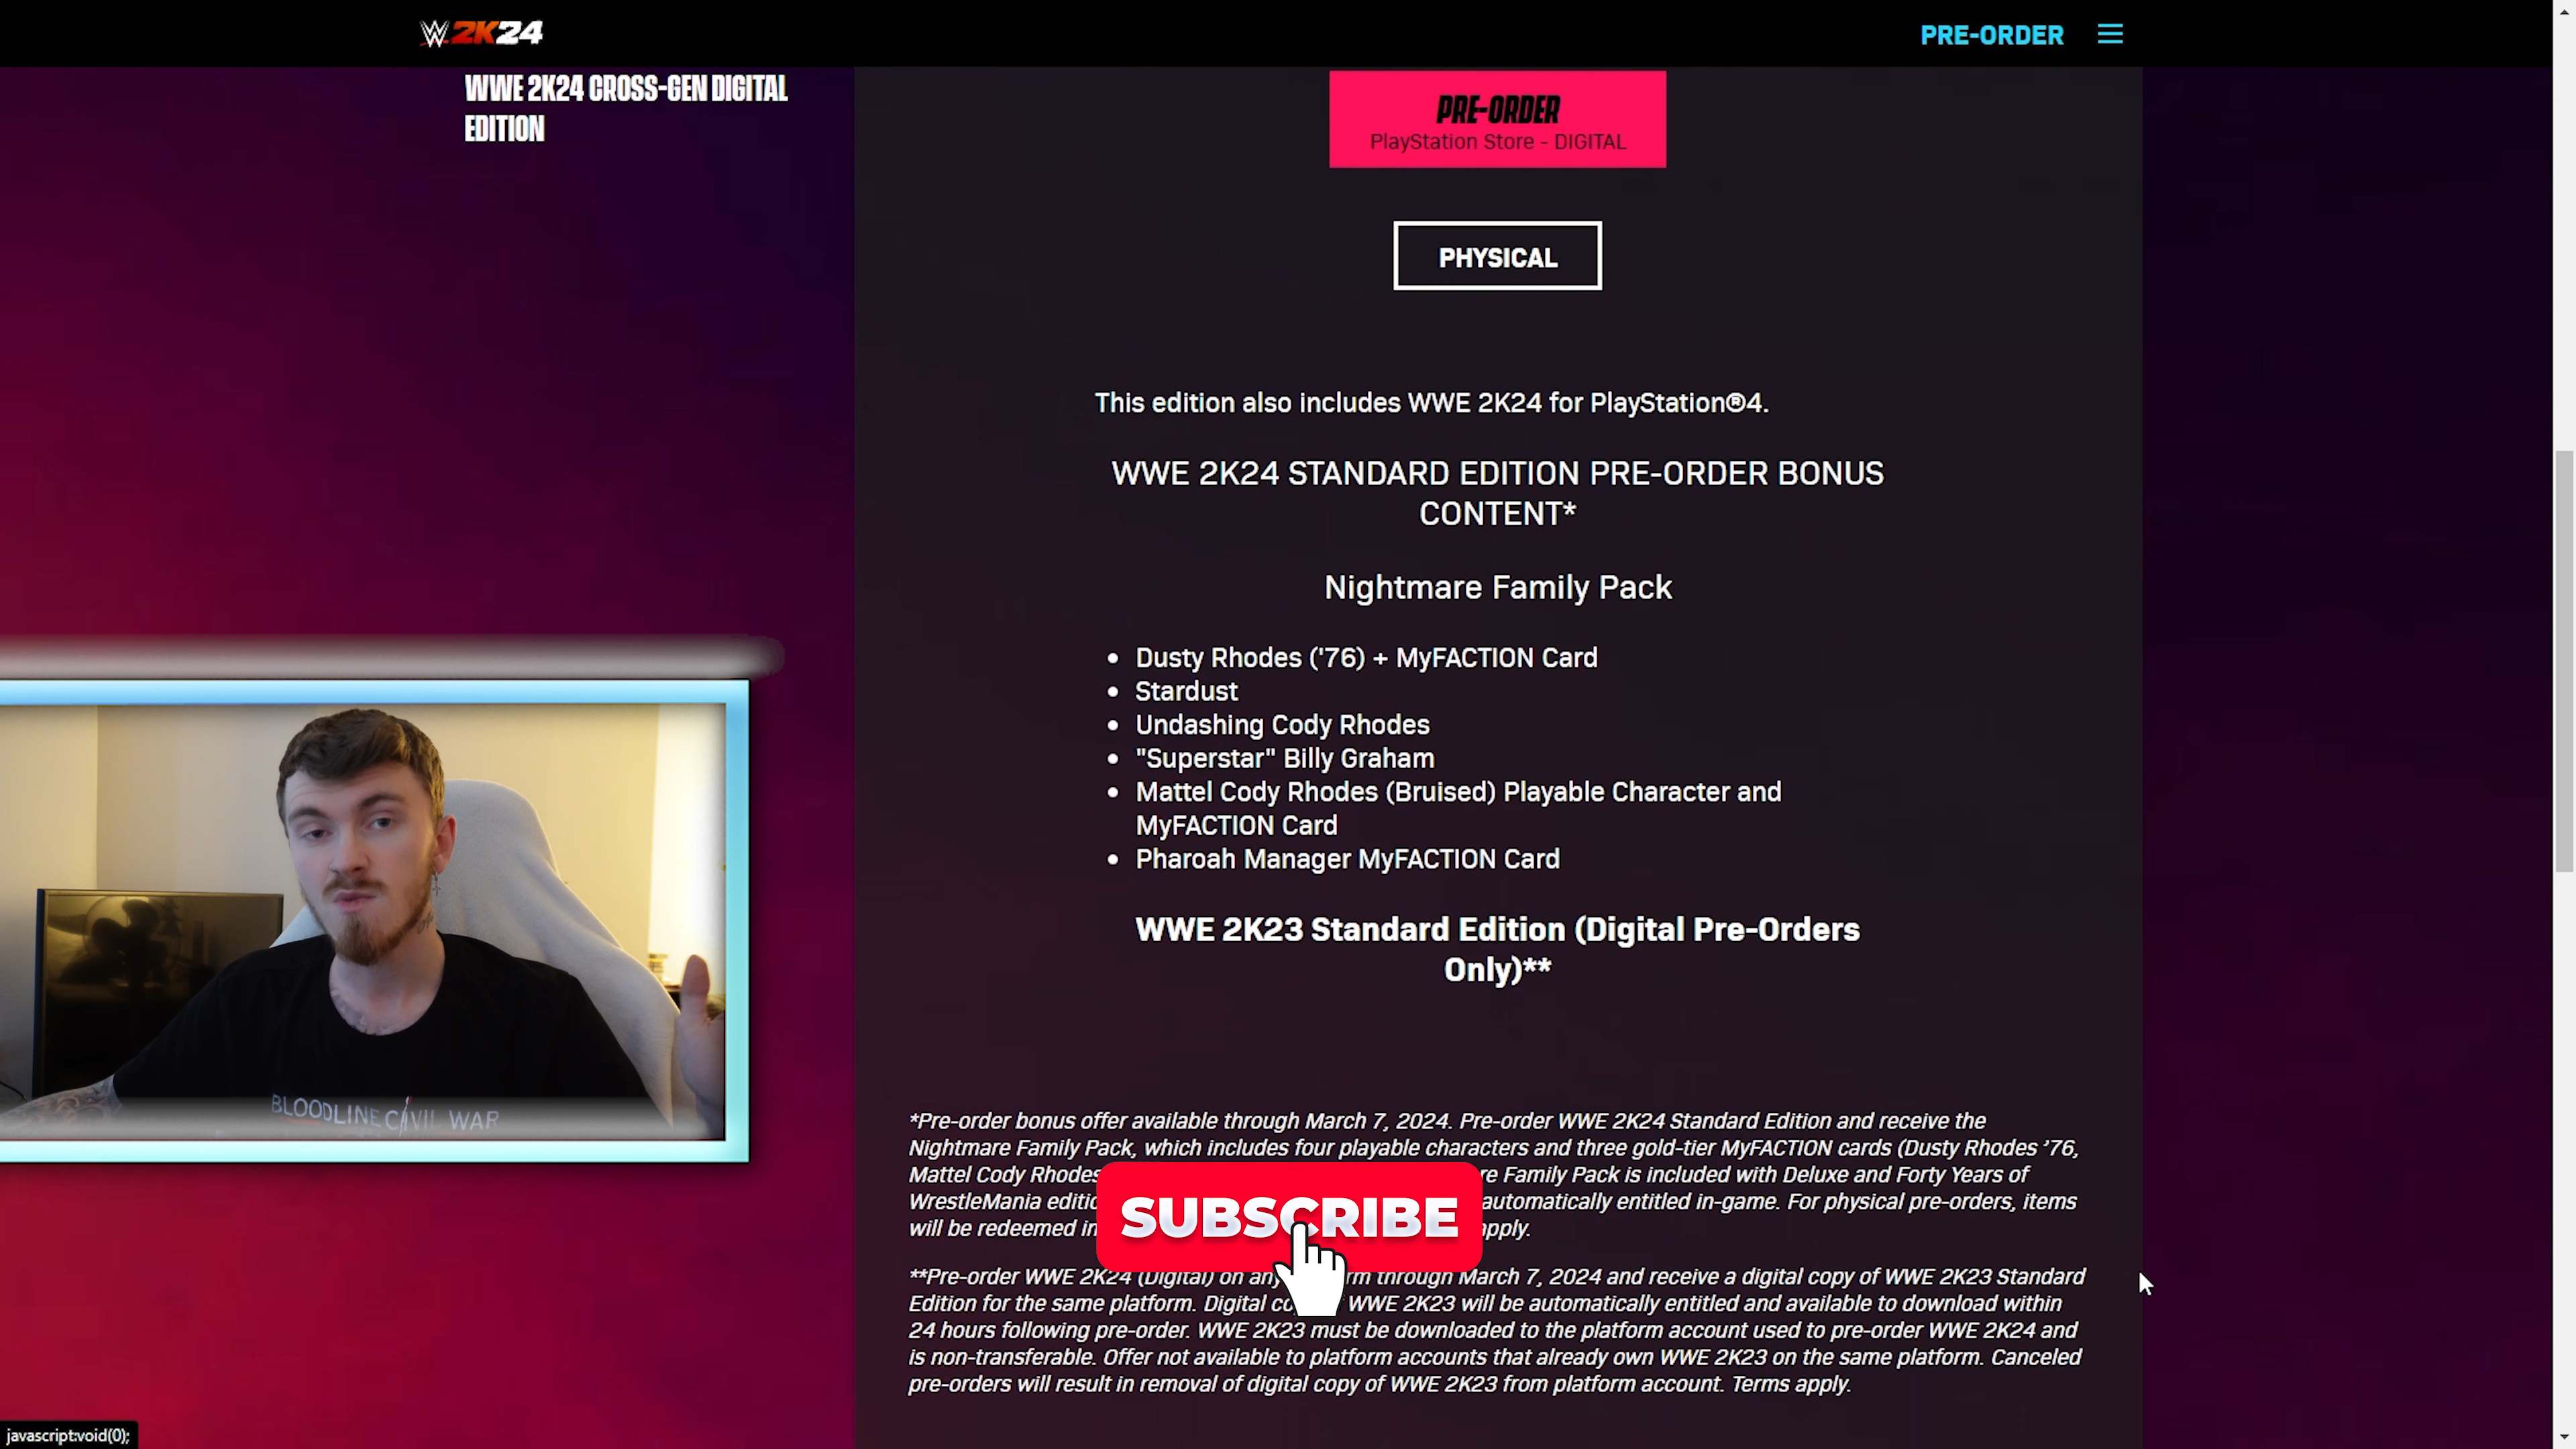 W 2K24
PRE-ORDER
WWE 2K24 CROSS-GEN DIGITAL
EDITION
PRE-ORDER
PlayStation Store - DIGITAL
PHYSICAL
This edition also includes WWE 2K24 for PlayStation®4.
WWE 2K24 STANDARD EDITION PRE-ORDER BONUS
CONTENT*
Nightmare Family Pack
• Dusty Rhodes ('76) + MyFACTION Card
• Stardust
• Undashing Cody Rhodes
• "Superstar" Billy Graham
• Mattel Cody Rhodes (Bruised) Playable Character and
MyFACTION Card
• Pharoah Manager MyFACTION Card
WWE 2K23 Standard Edition (Digital Pre-Orders
Only)**
BLOODLINE CIVIL WAR
*Pre-order bonus offer available through March 7, 2024. Pre-order WWE 2K24 Standard Edition and receive the
Nightmare Family Pack, which includes four playable characters and three gold-tier MyFACTION cards (Dusty Rhodes '76,
Mattel Cody Rhodes Family Pack is included with Deluxe and Forty Years of
WrestleMania automatically entitled in-game. For physical pre-orders, items
will be redeemed apply.
SUBSCRIBE
**Pre-order WWE 2K24 (Digital) on through March 7, 2024 and receive a digital copy of WWE 2K23 Standard
Edition for the same platform. Digital WWE 2K23 will be automatically entitled and available to download within
24 hours following pre-order. WWE 2K23 must be downloaded to the platform account used to pre-order WWE 2K24 and
is non-transferable. Offer not available to platform accounts that already own WWE 2K23 on the same platform. Canceled
pre-orders will result in removal of digital copy of WWE 2K23 from platform account. Terms apply.
javascript:void(0);